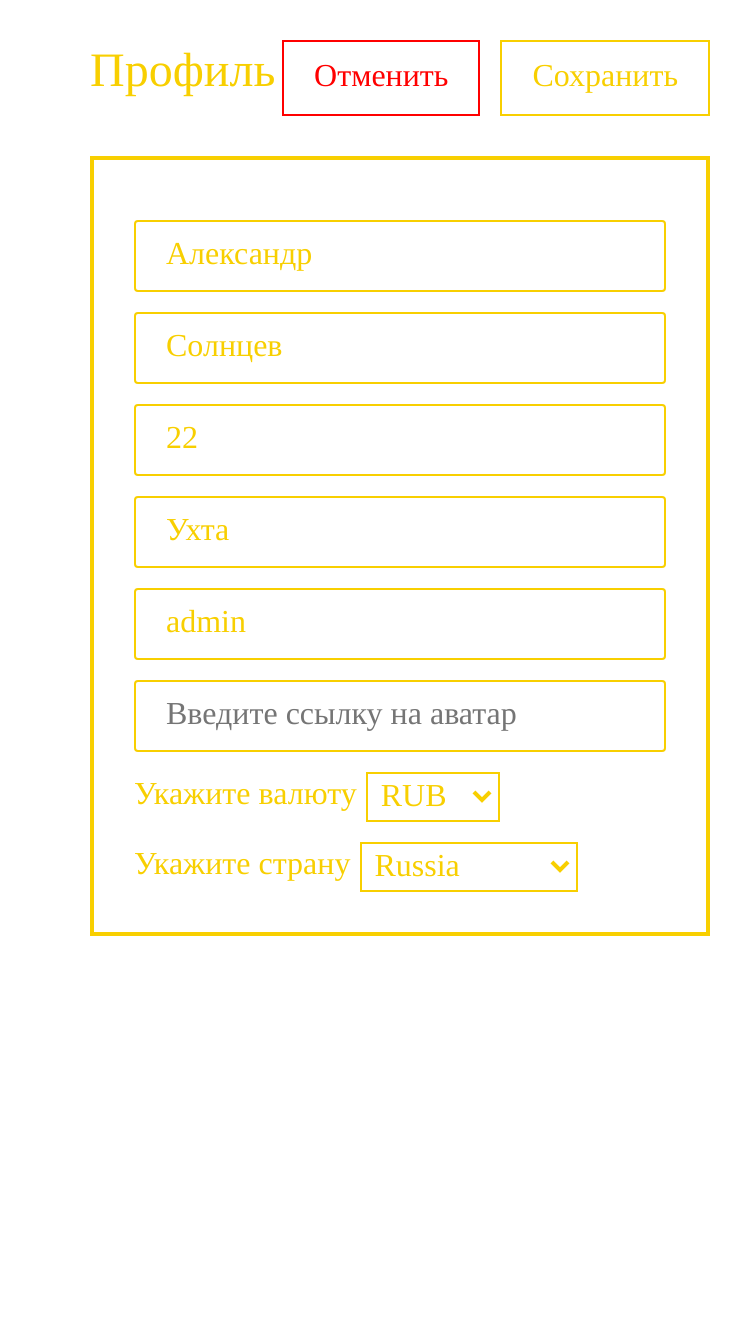 Профиль Отменить Сохранить
Александр
Солнцев
22
Ухта
admin
Введите ссылку на аватар
Укажите валюту RUB
Укажите страну Russia